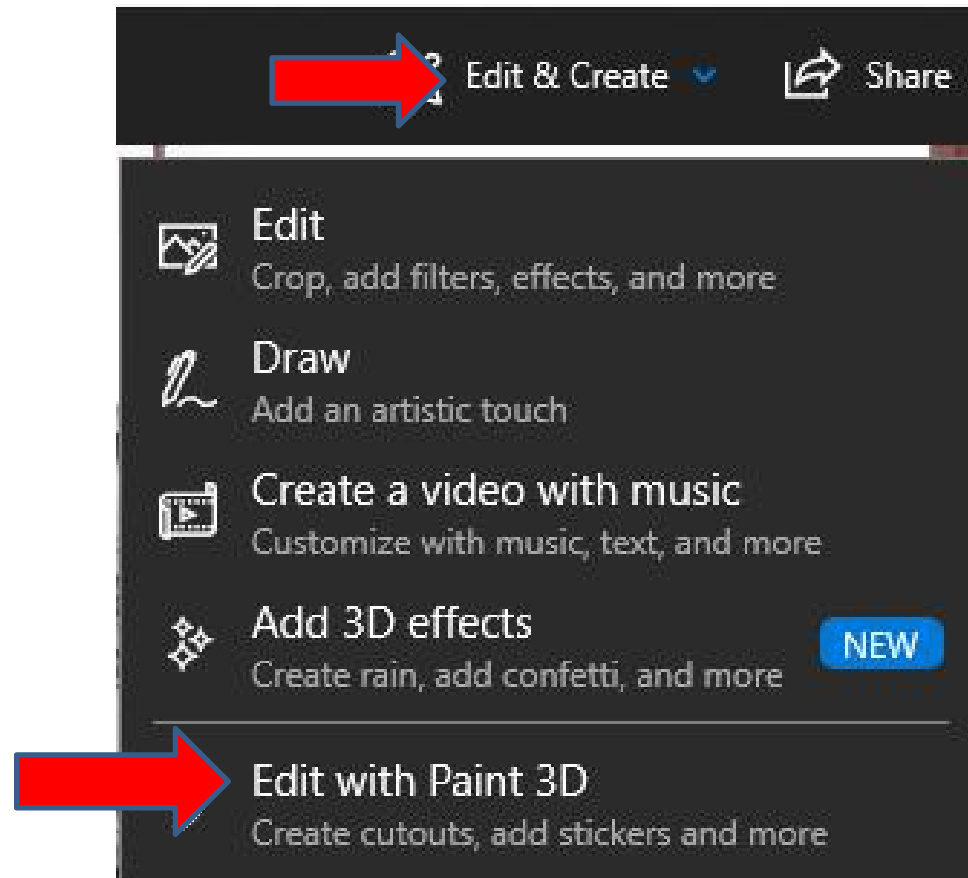 Edit & Create
Share
Edit
Crop, add filters, effects, and more
Draw
Add an artistic touch
Create a video with music
Customize with music, text, and more
Add 3D effects
Create rain, add confetti, and more
NEW
Edit with Paint 3D
Create cutouts, add stickers and more